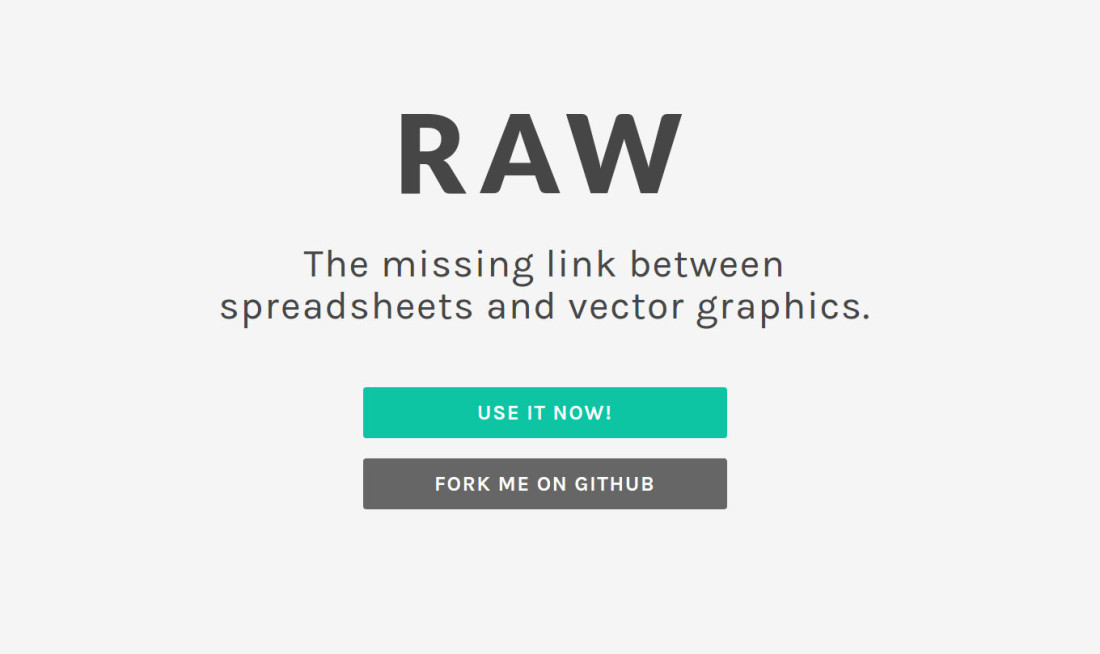 RAW
The missing link between
spreadsheets and vector graphics.
USE IT NOW!
FORK ME ON GITHUB